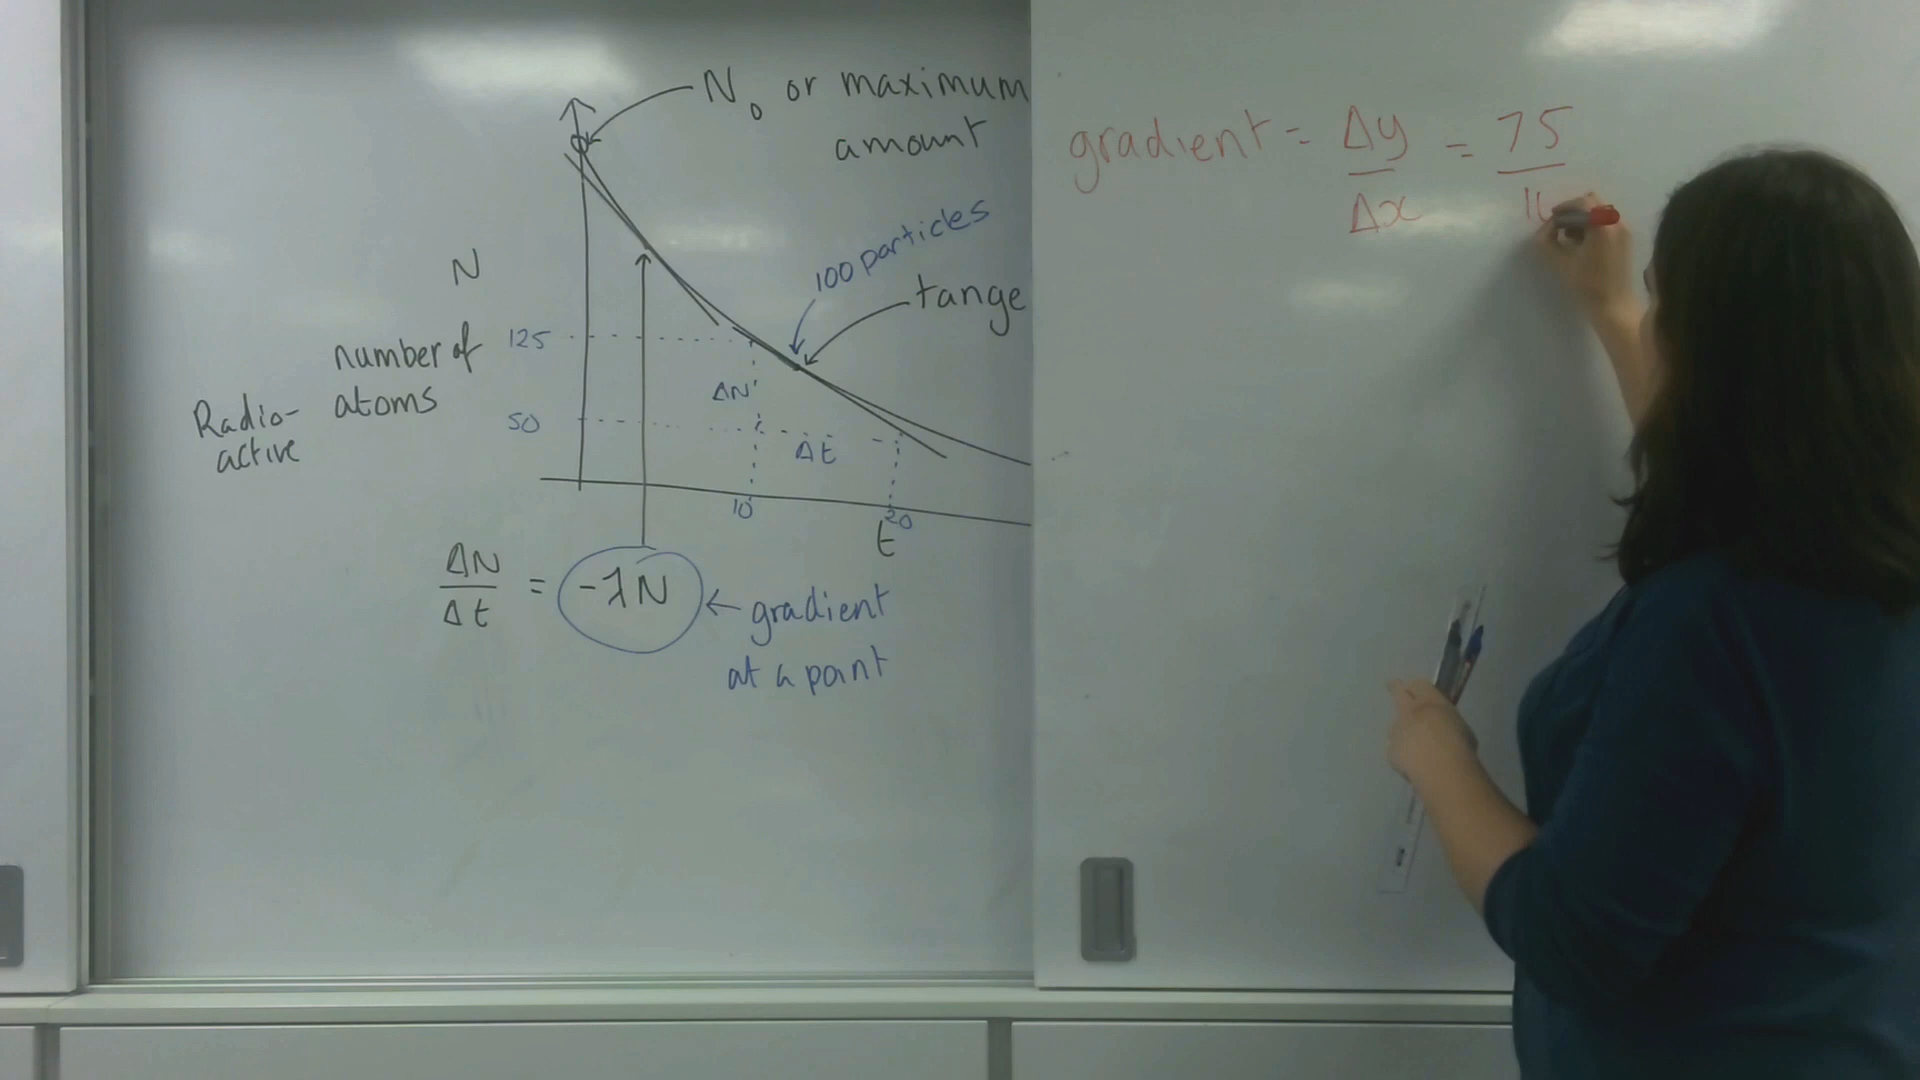 N₀ or maximum
amount
100 particles
tange
N
number of
atoms
Radio-
active
125
50
ΔN
Δt
10
20
t
ΔN/Δt = -λN ← gradient
at a point
gradient = Δy/Δx = 75/